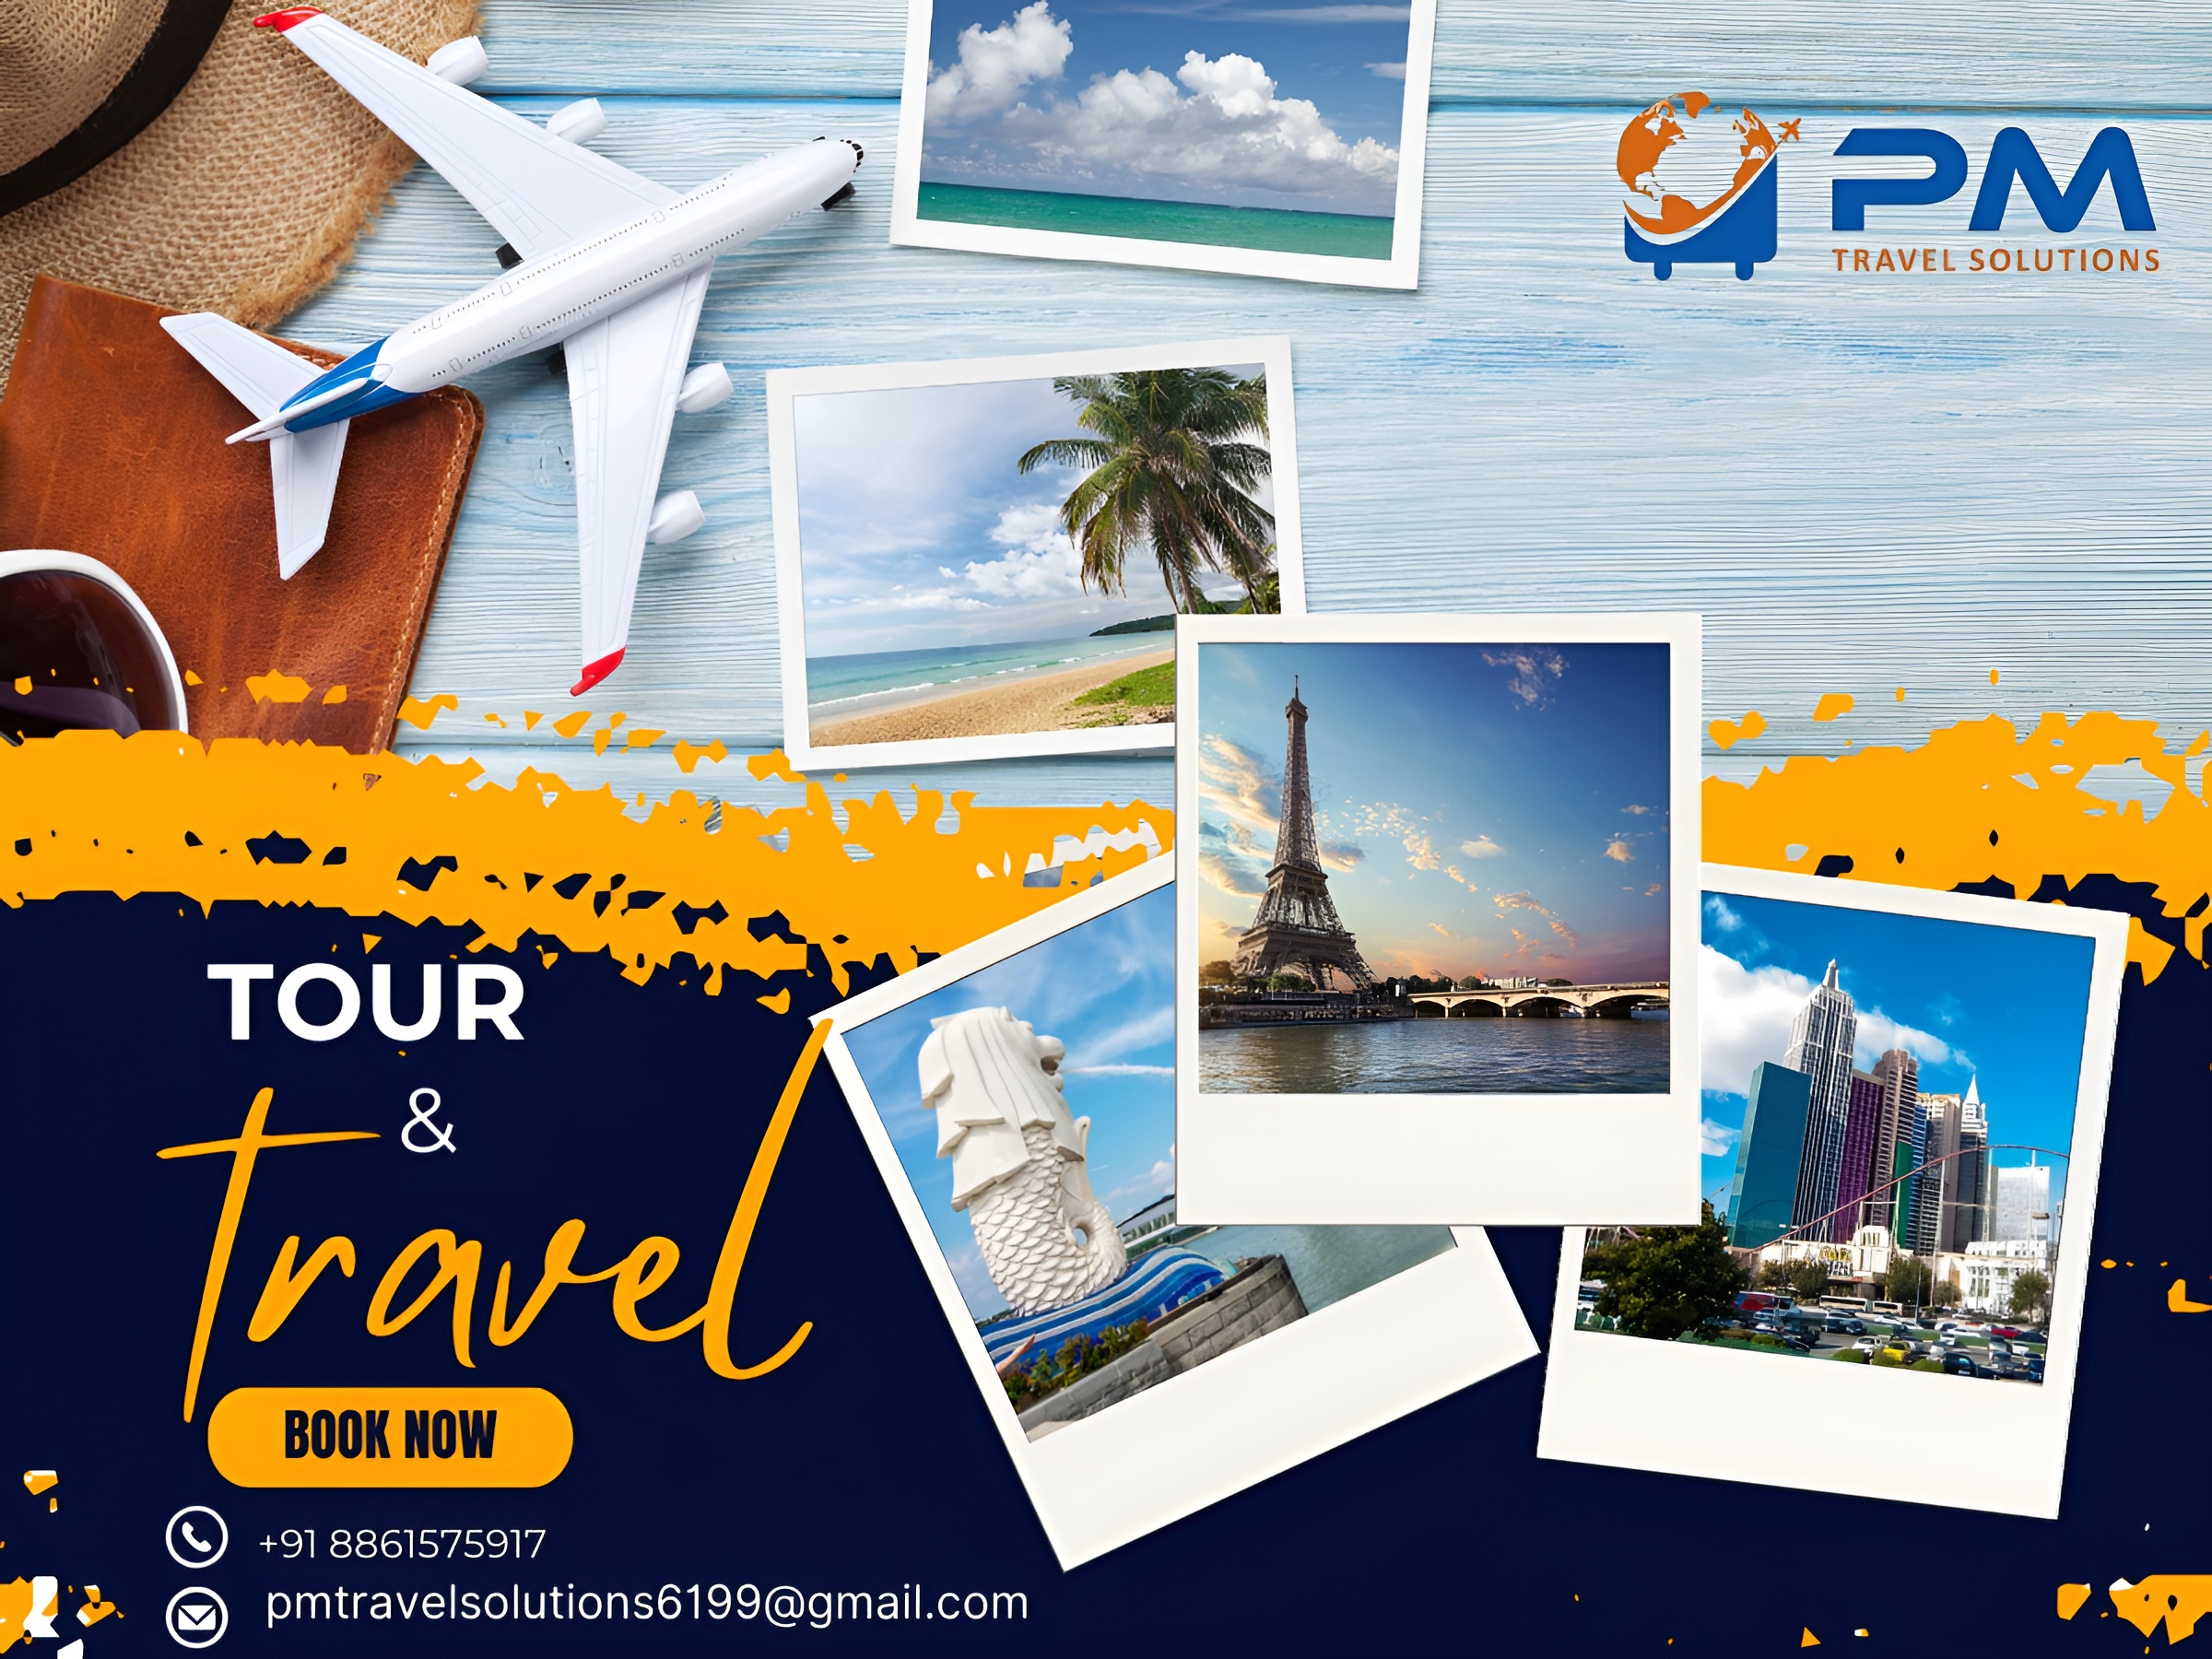 PM
TRAVEL SOLUTIONS
TOUR
&
Travel
BOOK NOW
+91 8861575917
pmtravelsolutions6199@gmail.com